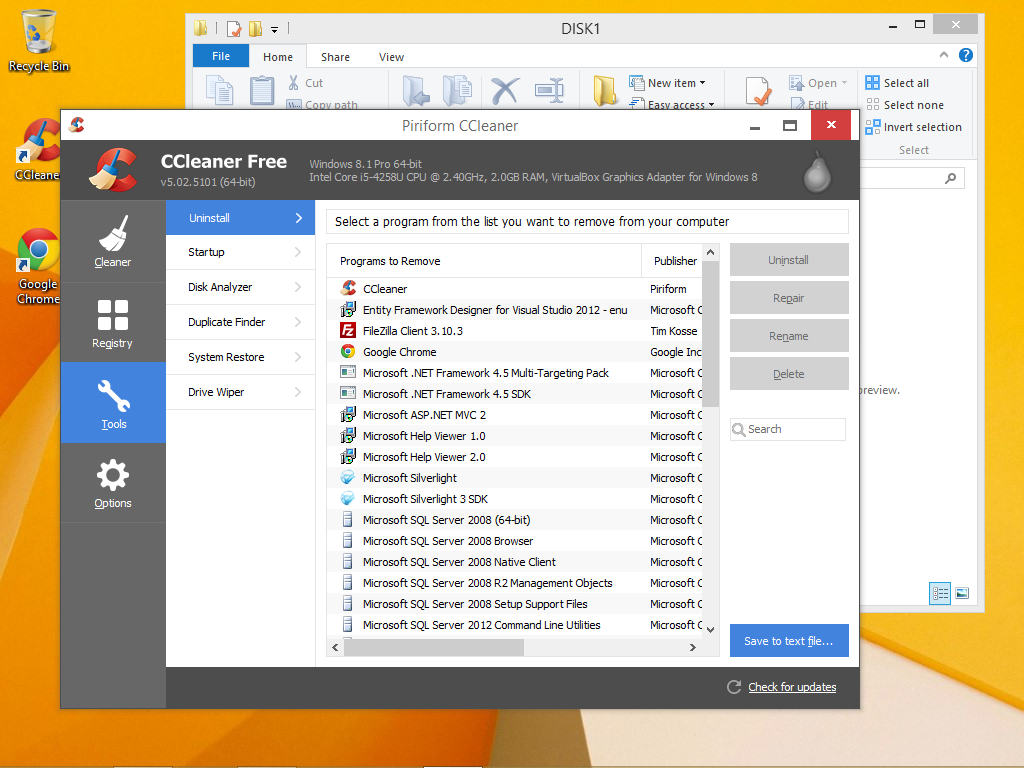 Recycle Bin
CCleane
Google
Chrome
DISK1
File
Home
Share
View
Cut
Copy path
New item
Easy access
Open
Edit
Select all
Select none
Invert selection
Select
preview.
Piriform CCleaner
CCleaner Free
v5.02.5101 (64-bit)
Windows 8.1 Pro 64-bit
Intel Core i5-4258U CPU @ 2.40GHz, 2.0GB RAM, VirtualBox Graphics Adapter for Windows 8
Cleaner
Registry
Tools
Options
Uninstall
Startup
Disk Analyzer
Duplicate Finder
System Restore
Drive Wiper
Select a program from the list you want to remove from your computer
Programs to Remove Publisher
CCleaner Piriform
Entity Framework Designer for Visual Studio 2012 - enu Microsoft C
FileZilla Client 3.10.3 Tim Kosse
Google Chrome Google Inc
Microsoft .NET Framework 4.5 Multi-Targeting Pack Microsoft C
Microsoft .NET Framework 4.5 SDK Microsoft C
Microsoft ASP.NET MVC 2 Microsoft C
Microsoft Help Viewer 1.0 Microsoft C
Microsoft Help Viewer 2.0 Microsoft C
Microsoft Silverlight Microsoft C
Microsoft Silverlight 3 SDK Microsoft C
Microsoft SQL Server 2008 (64-bit) Microsoft C
Microsoft SQL Server 2008 Browser Microsoft C
Microsoft SQL Server 2008 Native Client Microsoft C
Microsoft SQL Server 2008 R2 Management Objects Microsoft C
Microsoft SQL Server 2008 Setup Support Files Microsoft C
Microsoft SQL Server 2012 Command Line Utilities Microsoft C
Uninstall
Repair
Rename
Delete
Search
Save to text file...
Check for updates